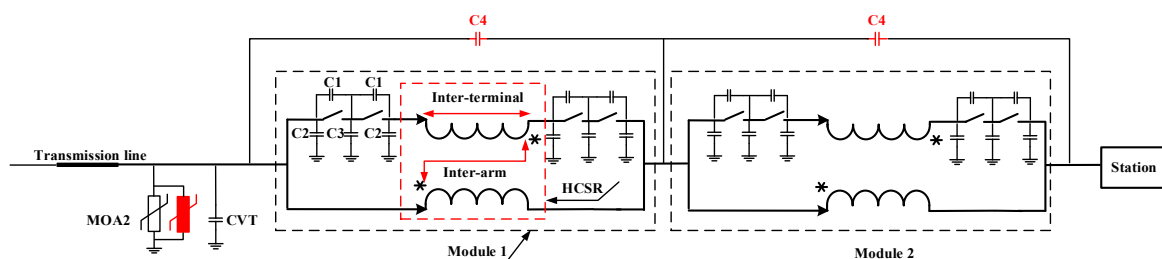 C4
C4
C1
C1
Inter-terminal
C2
C3
C2
*
*
Transmission line
Inter-arm
*
*
HCSR
Station
MOA2
CVT
Module 1
Module 2